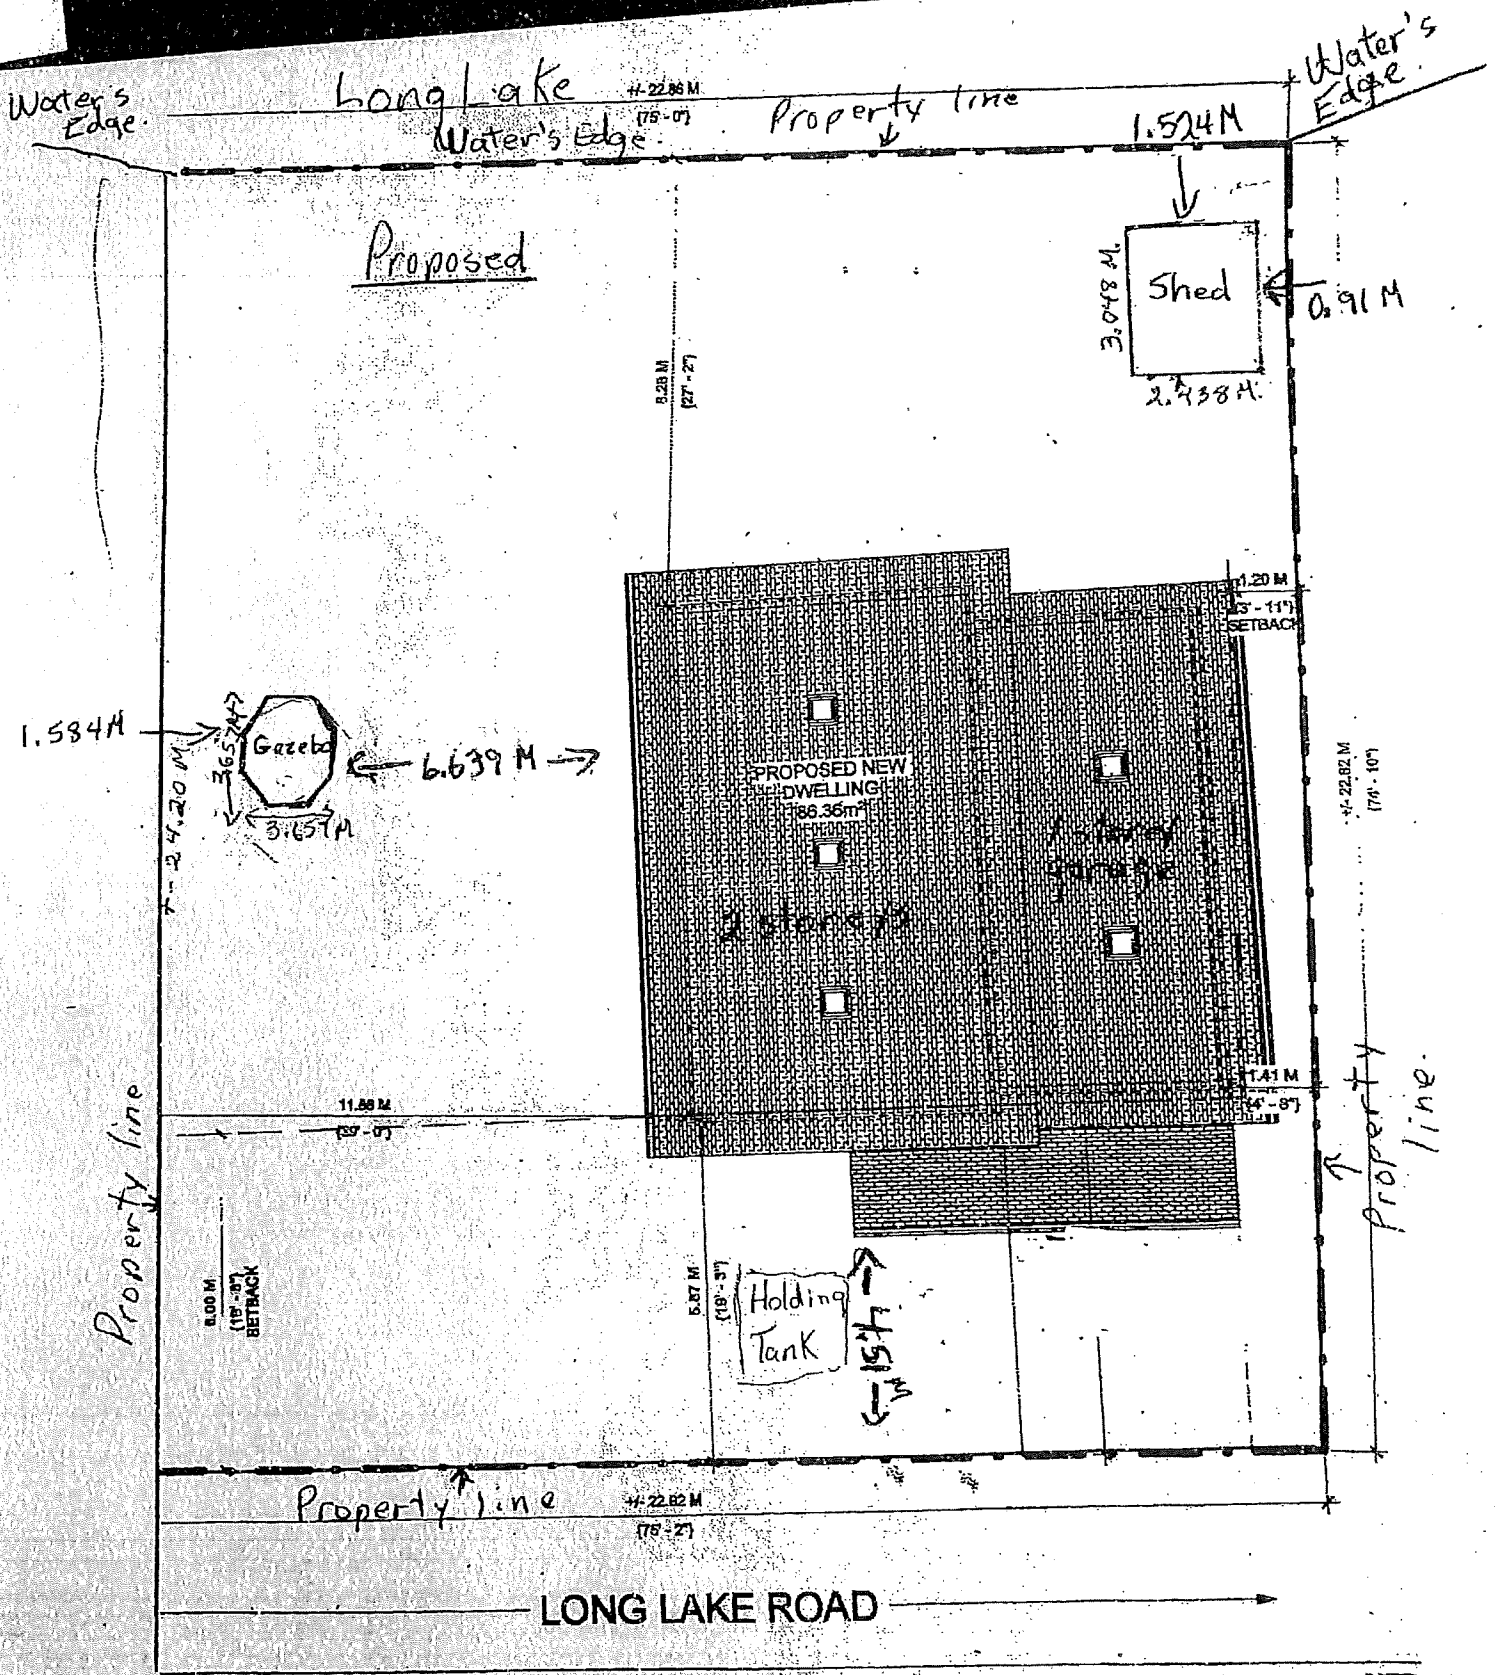 Water's
Edge.
Long Lake
+/- 22.86 M
(75'- 0")
Water's Edge.
Property line
Water's
Edge.
1.524 M
Proposed
Shed
3.048 M.
2.438 M.
0.91 M
8.28 M
(27' - 2")
1.20 M
(3' - 11")
SETBACK
1.584 M
Gazebo
3.657 M
3.657 M
6.639 M
24.20 M
PROPOSED NEW
DWELLING
86.36m²
2 storeys
1 storey
garage
+/- 22.82 M
(74' - 10")
11.88 M
(39' - 0")
1.41 M
(4' - 8")
Property line
Property
line.
6.00 M
(19' - 8")
SETBACK
5.87 M
(19' - 3")
Holding
Tank
Property line
+/- 22.92 M
(75' - 2")
LONG LAKE ROAD